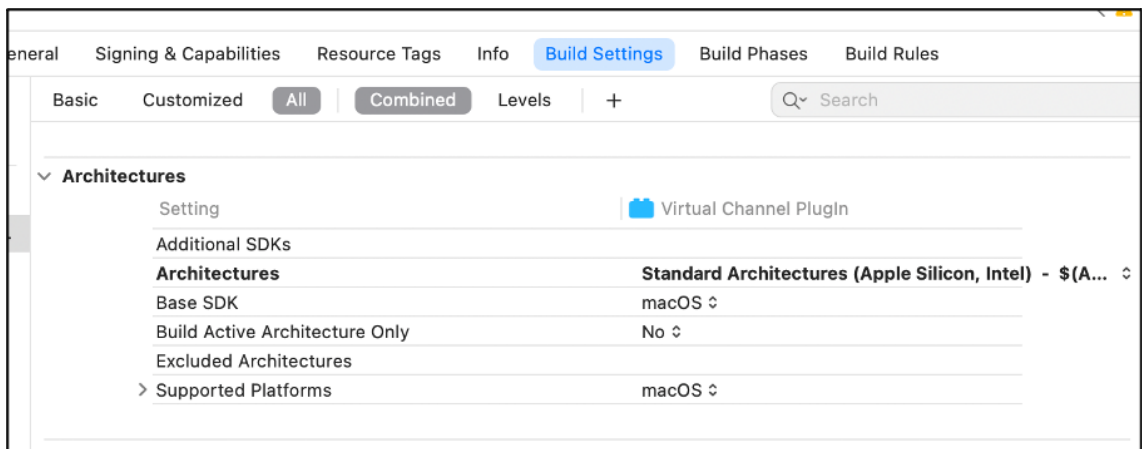 eneral Signing & Capabilities Resource Tags Info Build Settings Build Phases Build Rules
Basic Customized All Combined Levels + Search
Architectures
Setting Virtual Channel PlugIn
Additional SDKs
Architectures Standard Architectures (Apple Silicon, Intel) - $(A...
Base SDK macOS
Build Active Architecture Only No
Excluded Architectures
Supported Platforms macOS